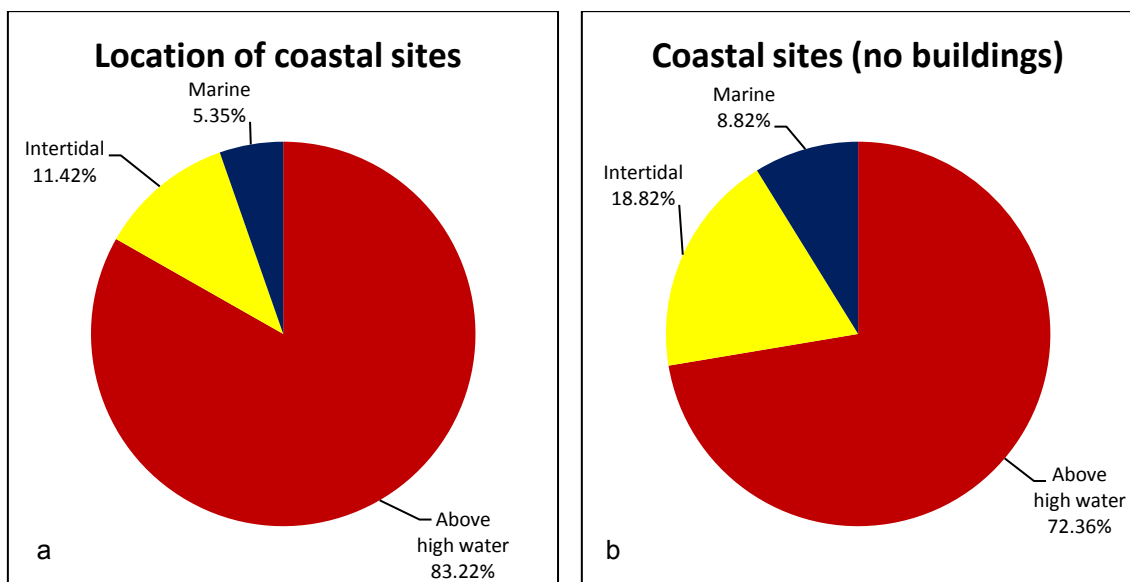 Location of coastal sites
Marine
5.35%
Intertidal
11.42%
Above
high water
83.22%
a
Coastal sites (no buildings)
Marine
8.82%
Intertidal
18.82%
Above
high water
72.36%
b